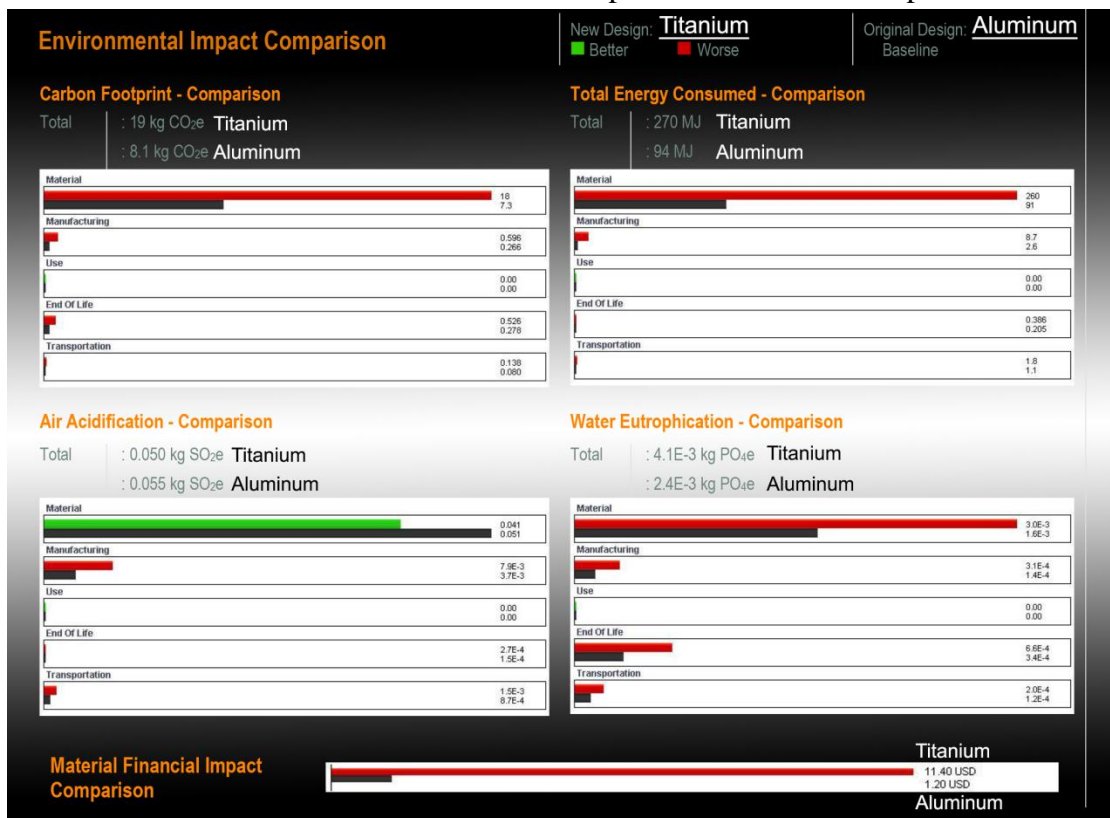 Environmental Impact Comparison
New Design: Titanium
Better Worse
Original Design: Aluminum
Baseline
Carbon Footprint - Comparison
Total : 19 kg CO2e Titanium
: 8.1 kg CO2e Aluminum
Material
18
7.3
Manufacturing
0.596
0.266
Use
0.00
0.00
End Of Life
0.526
0.278
Transportation
0.138
0.080
Total Energy Consumed - Comparison
Total : 270 MJ Titanium
: 94 MJ Aluminum
Material
260
91
Manufacturing
8.7
2.6
Use
0.00
0.00
End Of Life
0.386
0.205
Transportation
1.8
1.1
Air Acidification - Comparison
Total : 0.050 kg SO2e Titanium
: 0.055 kg SO2e Aluminum
Material
0.041
0.051
Manufacturing
7.9E-3
3.7E-3
Use
0.00
0.00
End Of Life
2.7E-4
1.5E-4
Transportation
1.5E-3
8.7E-4
Water Eutrophication - Comparison
Total : 4.1E-3 kg PO4e Titanium
: 2.4E-3 kg PO4e Aluminum
Material
3.0E-3
1.6E-3
Manufacturing
3.1E-4
1.4E-4
Use
0.00
0.00
End Of Life
6.6E-4
3.4E-4
Transportation
2.0E-4
1.2E-4
Material Financial Impact
Comparison
Titanium
11.40 USD
1.20 USD
Aluminum